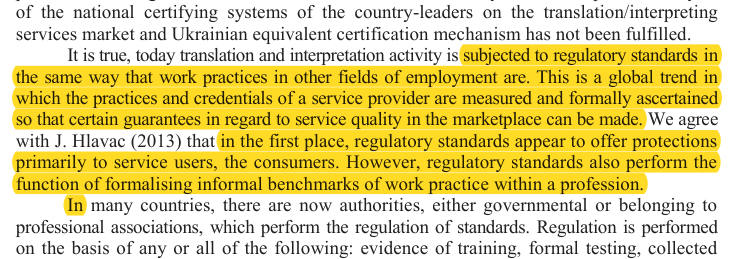 of the national certifying systems of the country-leaders on the translation/interpreting
services market and Ukrainian equivalent certification mechanism has not been fulfilled.
It is true, today translation and interpretation activity is subjected to regulatory standards in
the same way that work practices in other fields of employment are. This is a global trend in
which the practices and credentials of a service provider are measured and formally ascertained
so that certain guarantees in regard to service quality in the marketplace can be made. We agree
with J. Hlavac (2013) that in the first place, regulatory standards appear to offer protections
primarily to service users, the consumers. However, regulatory standards also perform the
function of formalising informal benchmarks of work practice within a profession.
In many countries, there are now authorities, either governmental or belonging to
professional associations, which perform the regulation of standards. Regulation is performed
on the basis of any or all of the following: evidence of training, formal testing, collected